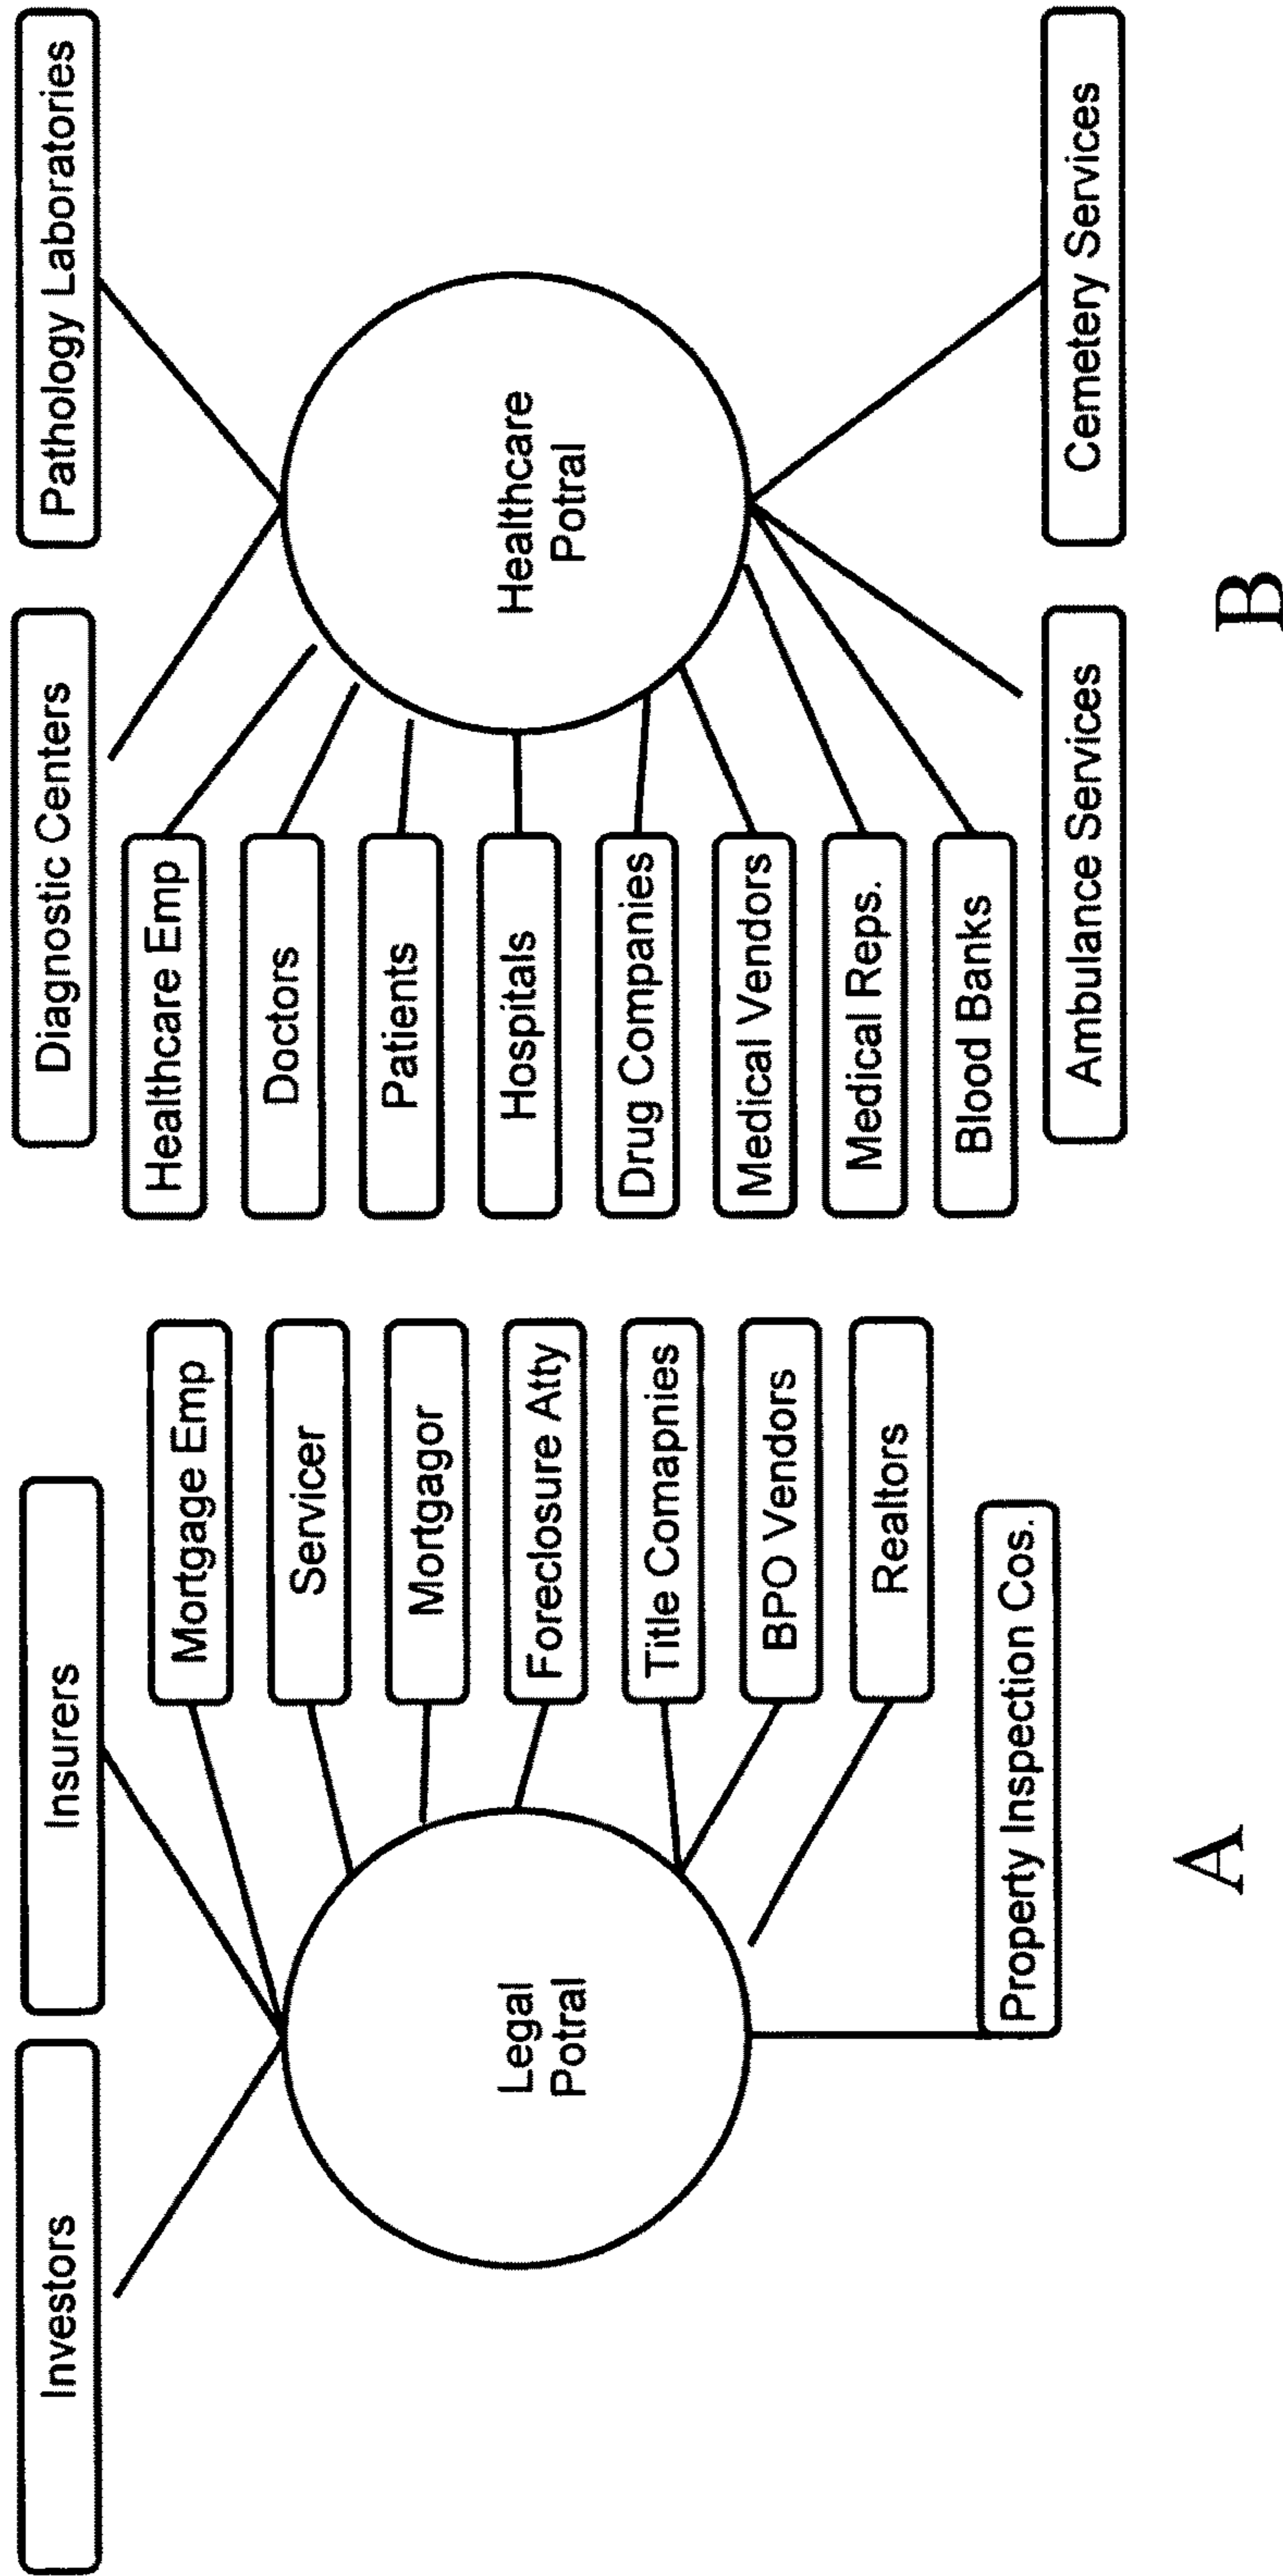 Investors
Insurers
Mortgage Emp
Servicer
Mortgagor
Foreclosure Atty
Title Comapnies
BPO Vendors
Realtors
Property Inspection Cos.
Legal
Potral
A
Diagnostic Centers
Pathology Laboratories
Healthcare Emp
Doctors
Patients
Hospitals
Drug Companies
Medical Vendors
Medical Reps.
Blood Banks
Ambulance Services
Cemetery Services
Healthcare
Potral
B